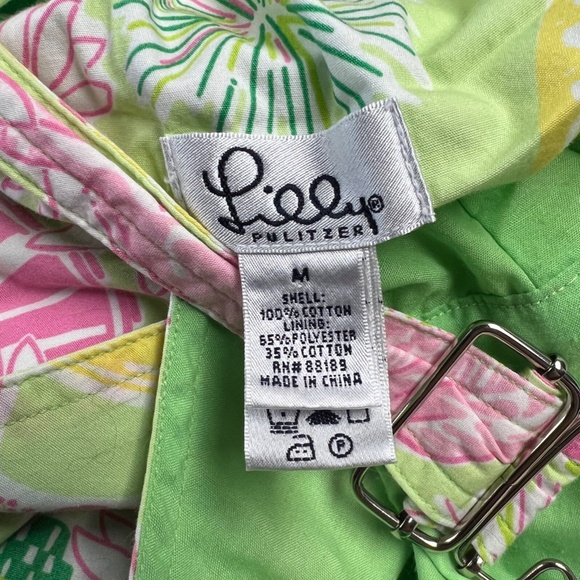 Lilly®
PULITZER
M
SHELL:
100% COTTON
LINING:
65% POLYESTER
35% COTTON
RN# 88189
MADE IN CHINA
P